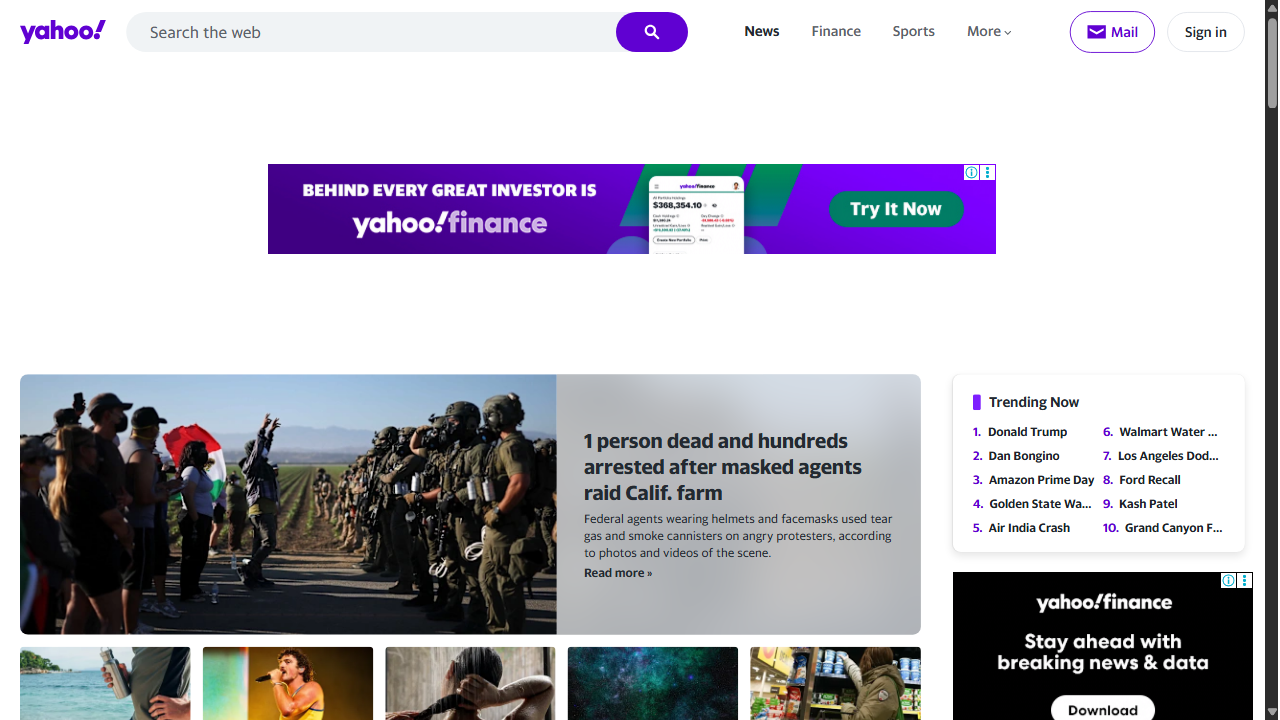 yahoo!
Search the web
News
Finance
Sports
More
Mail
Sign in
BEHIND EVERY GREAT INVESTOR IS
yahoo!finance
yahoo!finance
$368,354.10
Try It Now
1 person dead and hundreds
arrested after masked agents
raid Calif. farm
Federal agents wearing helmets and facemasks used tear
gas and smoke cannisters on angry protesters, according
to photos and videos of the scene.
Read more »
Trending Now
1. Donald Trump
2. Dan Bongino
3. Amazon Prime Day
4. Golden State Wa...
5. Air India Crash
6. Walmart Water ...
7. Los Angeles Dod...
8. Ford Recall
9. Kash Patel
10. Grand Canyon F...
yahoo!finance
Stay ahead with
breaking news & data
Download